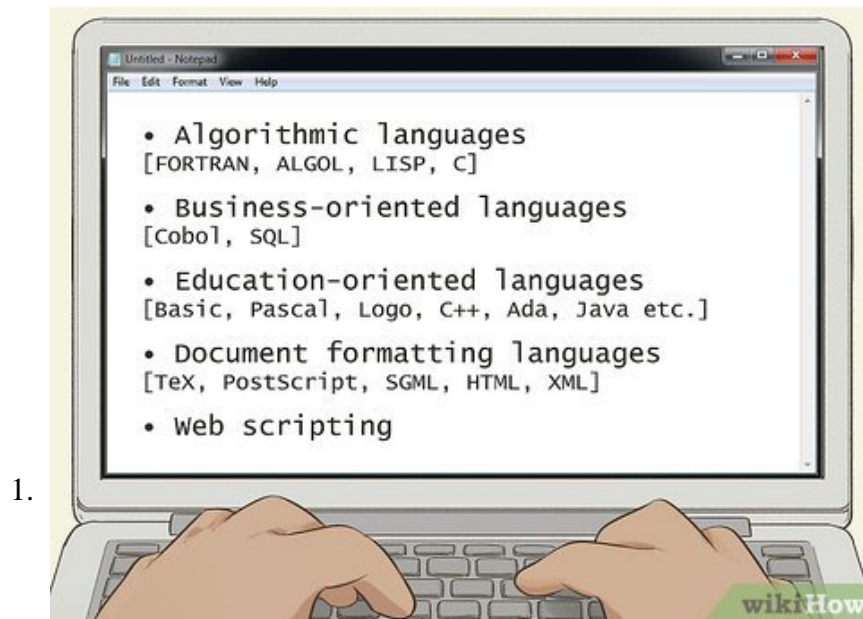 Untitled - Notepad
File Edit Format View Help
• Algorithmic languages
[FORTRAN, ALGOL, LISP, C]
• Business-oriented languages
[Cobol, SQL]
• Education-oriented languages
[Basic, Pascal, Logo, C++, Ada, Java etc.]
• Document formatting languages
[TeX, PostScript, SGML, HTML, XML]
• Web scripting
1.
wikiHow